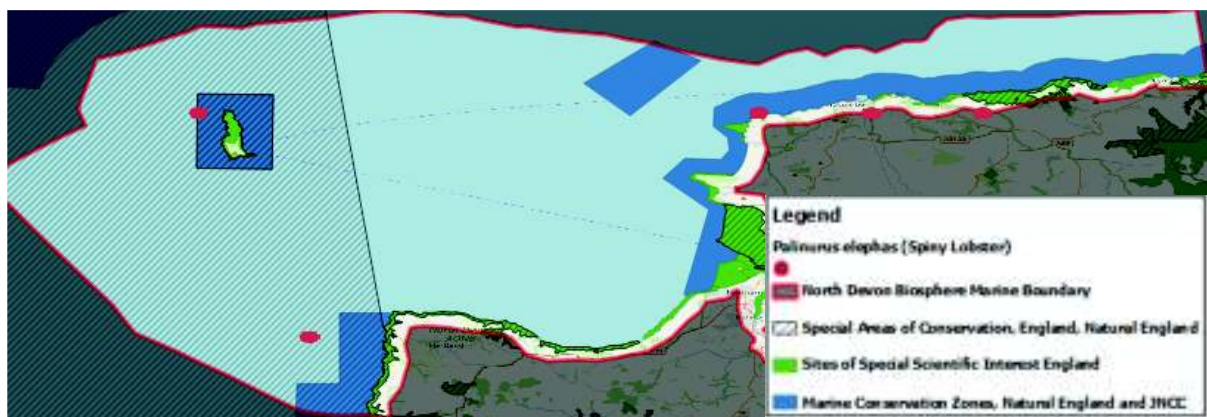 Legend
Palinurus elephas (Spiny Lobster)
North Devon Biosphere Marine Boundary
Special Areas of Conservation, England, Natural England
Sites of Special Scientific Interest England
Marine Conservation Zones, Natural England and JNCC